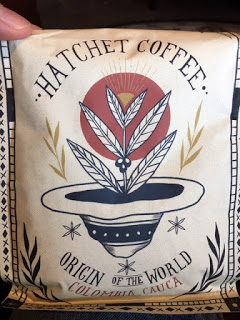 HATCHET COFFEE
ORIGIN OF THE WORLD
COLOMBIA CAUCA